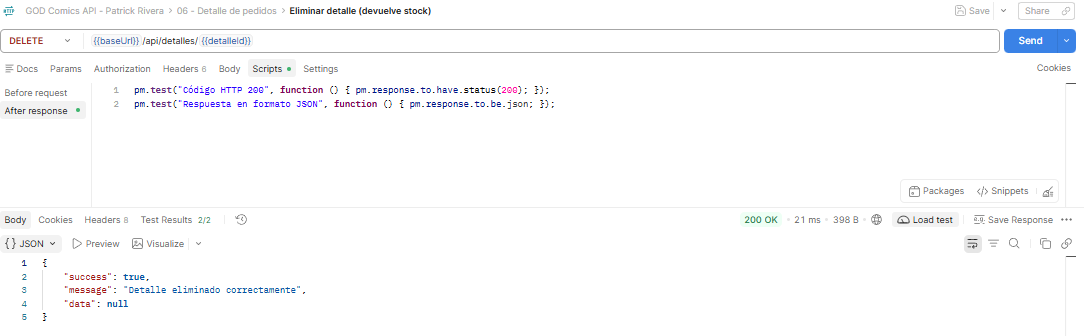 GOD Comics API - Patrick Rivera > 06 - Detalle de pedidos > Eliminar detalle (devuelve stock)
Save
Share
DELETE {{baseUrl}} /api/detalles/ {{detalleId}}
Send
Docs Params Authorization Headers 6 Body Scripts Settings
Cookies
Before request
After response
1 pm.test("Código HTTP 200", function () { pm.response.to.have.status(200); });
2 pm.test("Respuesta en formato JSON", function () { pm.response.to.be.json; });
Packages </> Snippets
Body Cookies Headers 8 Test Results 2/2
200 OK • 21 ms • 398 B • Load test Save Response
{} JSON Preview Visualize
1 {
2 "success": true,
3 "message": "Detalle eliminado correctamente",
4 "data": null
5 }